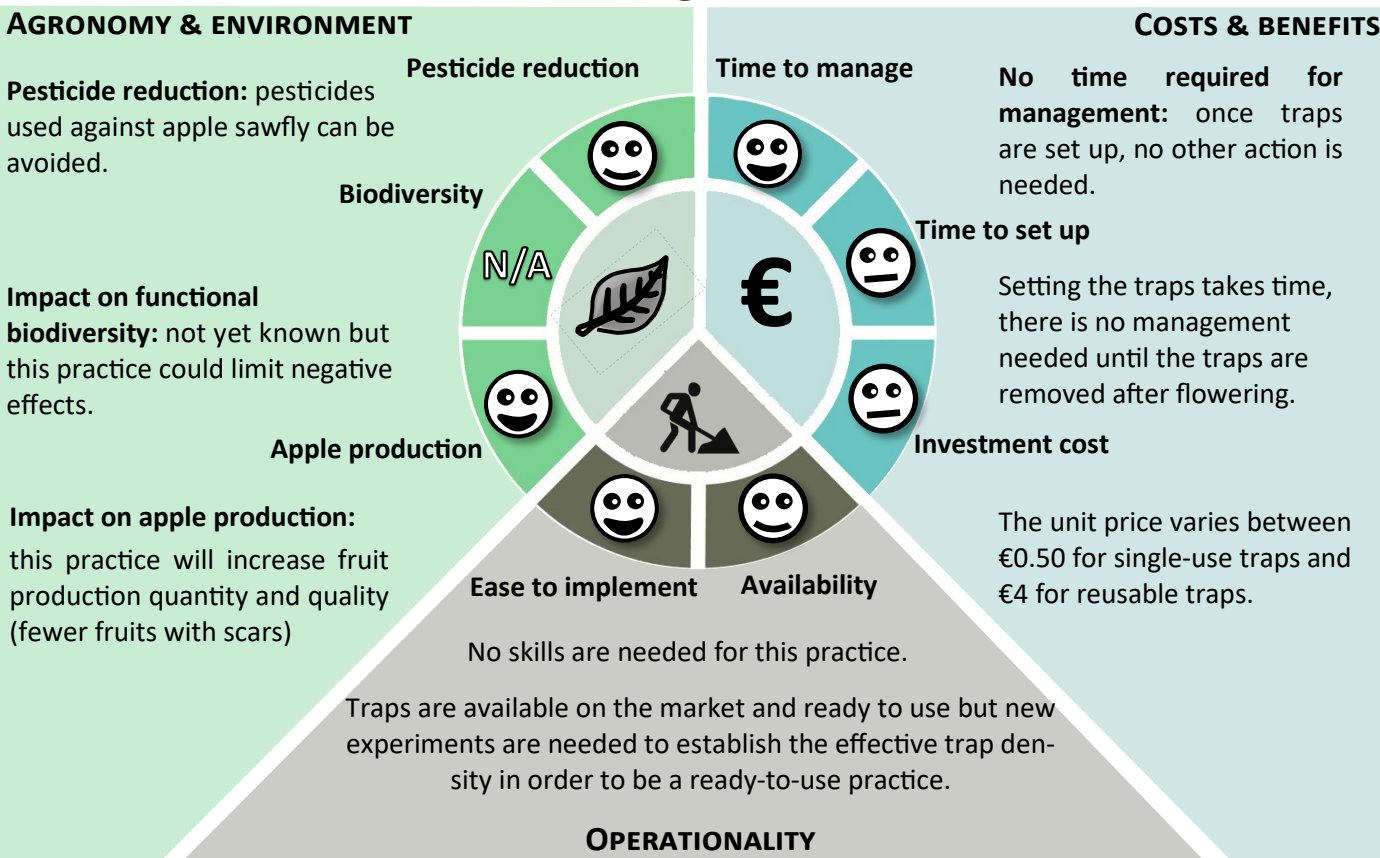 AGRONOMY & ENVIRONMENT
Pesticide reduction: pesticides
used against apple sawfly can be
avoided.
Impact on functional
biodiversity: not yet known but
this practice could limit negative
effects.
Impact on apple production:
this practice will increase fruit
production quantity and quality
(fewer fruits with scars)
Pesticide reduction
Biodiversity
N/A
Apple production
COSTS & BENEFITS
Time to manage
€
Time to set up
Investment cost
No time required for
management: once traps
are set up, no other action is
needed.
Setting the traps takes time,
there is no management
needed until the traps are
removed after flowering.
The unit price varies between
€0.50 for single-use traps and
€4 for reusable traps.
Ease to implement
Availability
No skills are needed for this practice.
Traps are available on the market and ready to use but new
experiments are needed to establish the effective trap den-
sity in order to be a ready-to-use practice.
OPERATIONALITY